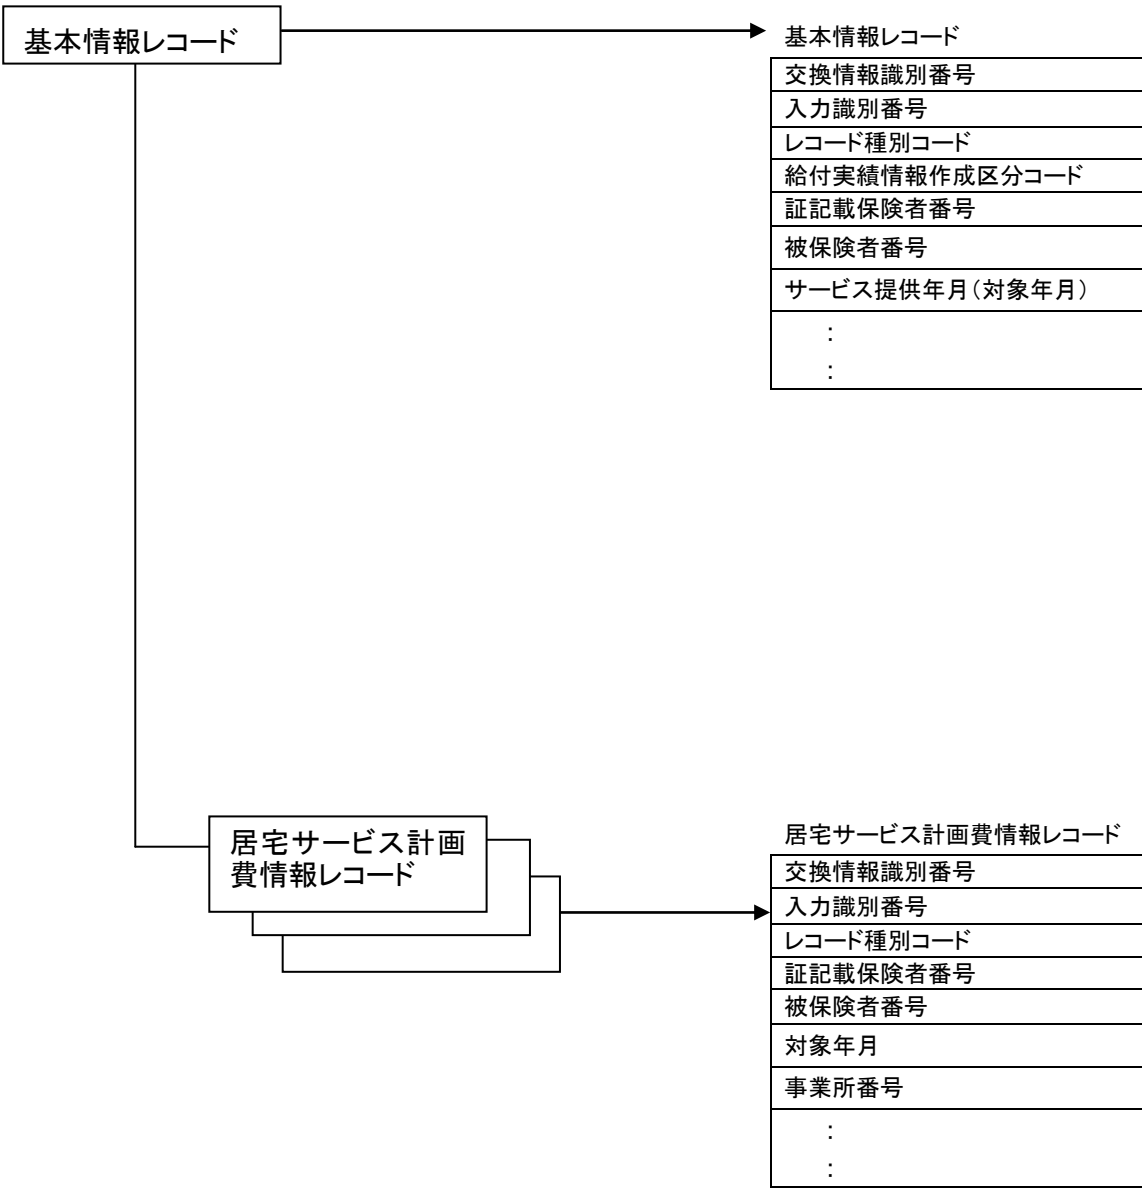 基本情報レコード
基本情報レコード
交換情報識別番号
入力識別番号
レコード種別コード
給付実績情報作成区分コード
証記載保険者番号
被保険者番号
サービス提供年月(対象年月)
:
:
居宅サービス計画
費情報レコード
居宅サービス計画費情報レコード
交換情報識別番号
入力識別番号
レコード種別コード
証記載保険者番号
被保険者番号
対象年月
事業所番号
:
: